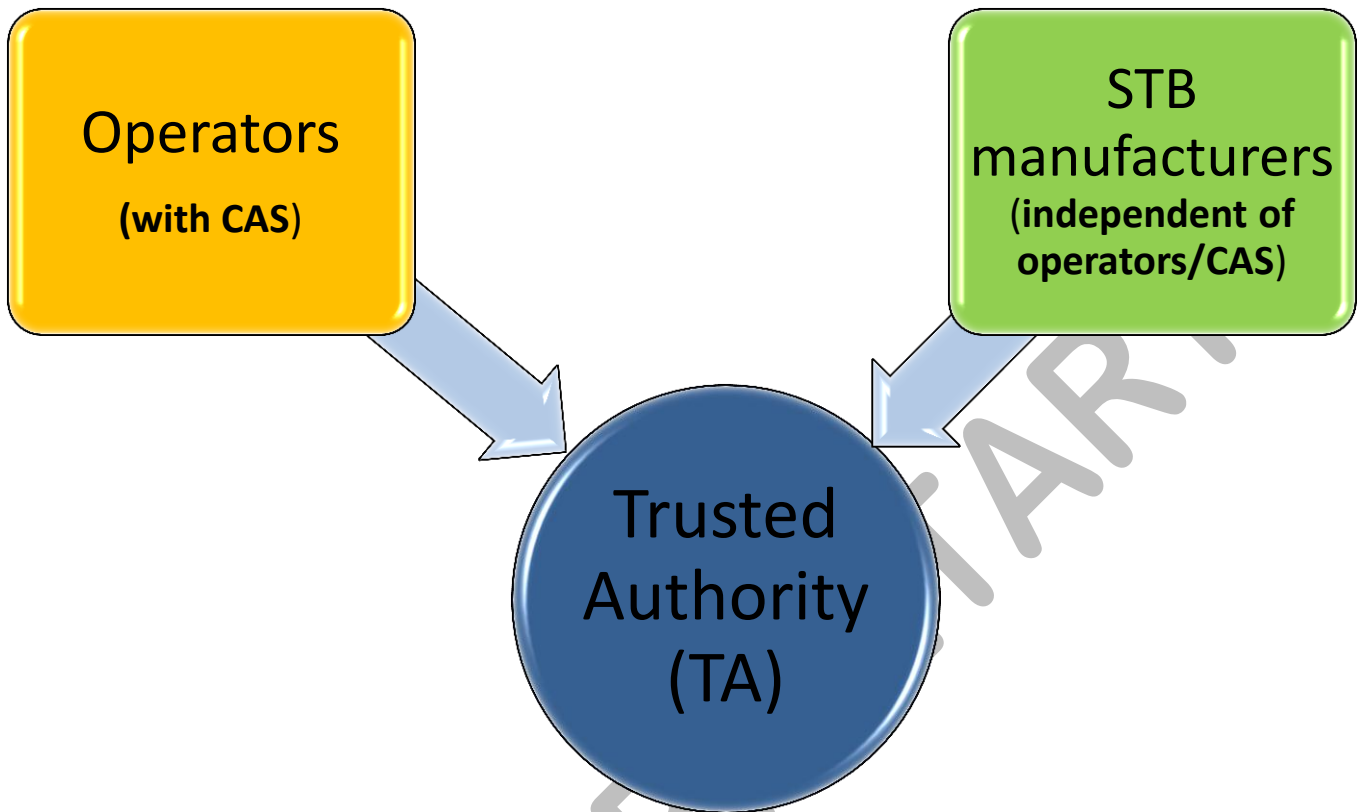 Operators
(with CAS)
STB
manufacturers
(independent of
operators/CAS)
Trusted
Authority
(TA)